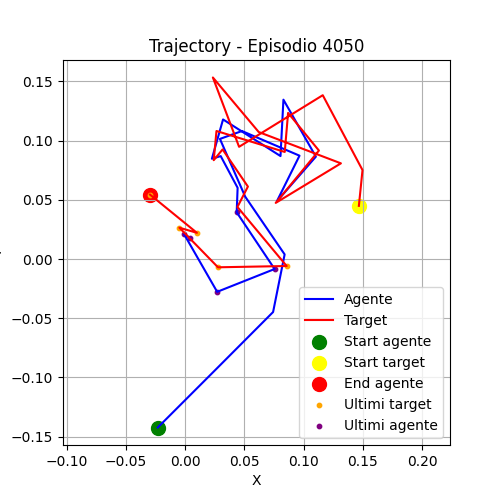 Trajectory - Episodio 4050
0.15
0.10
0.05
0.00
−0.05
−0.10
−0.15
Agente
Target
Start agente
Start target
End agente
Ultimi target
Ultimi agente
−0.10 −0.05 0.00 0.05 0.10 0.15 0.20
X